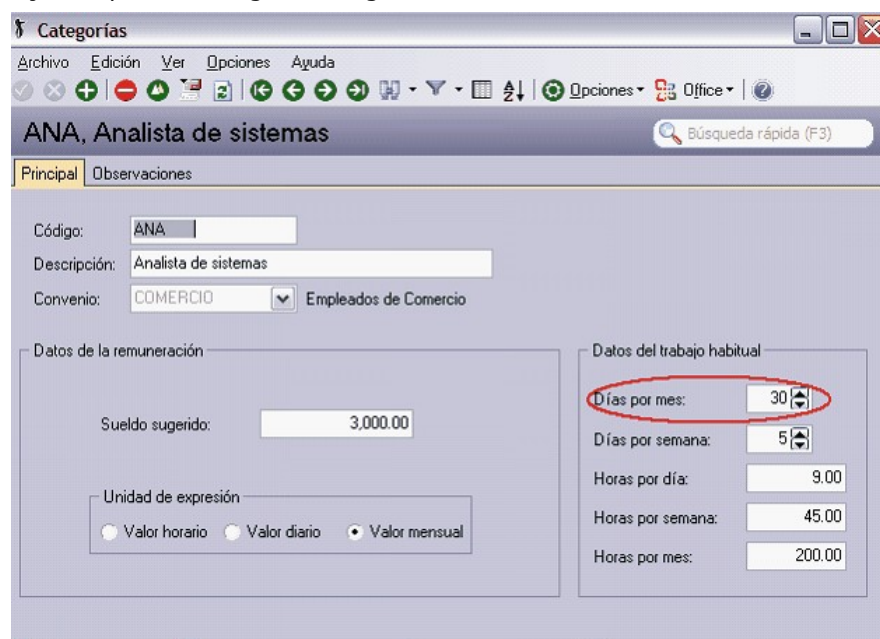 Categorías
Archivo Edición Ver Opciones Ayuda
Opciones Office
ANA, Analista de sistemas
Búsqueda rápida (F3)
Principal Observaciones
Código: ANA
Descripción: Analista de sistemas
Convenio: COMERCIO Empleados de Comercio
Datos de la remuneración
Sueldo sugerido: 3,000.00
Unidad de expresión
Valor horario Valor diario Valor mensual
Datos del trabajo habitual
Días por mes: 30
Días por semana: 5
Horas por día: 9.00
Horas por semana: 45.00
Horas por mes: 200.00